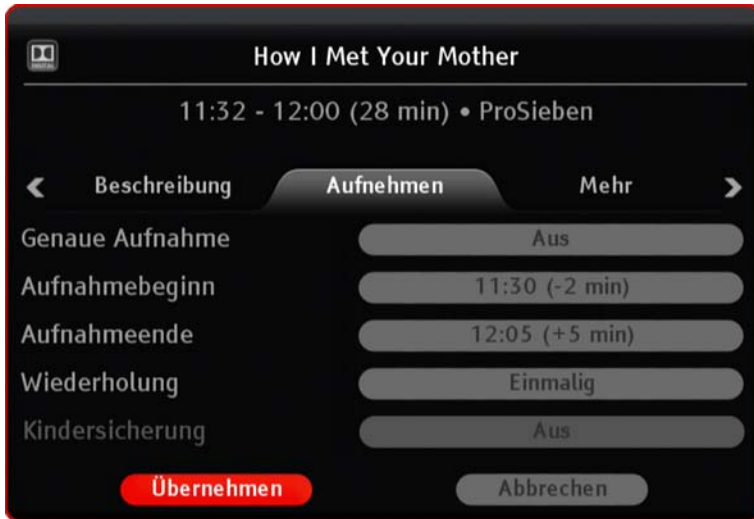 DIGITAL
How I Met Your Mother
11:32 - 12:00 (28 min) • ProSieben
Beschreibung Aufnehmen Mehr
Genaue Aufnahme Aus
Aufnahmebeginn 11:30 (-2 min)
Aufnahmeende 12:05 (+5 min)
Wiederholung Einmalig
Kindersicherung Aus
Übernehmen Abbrechen